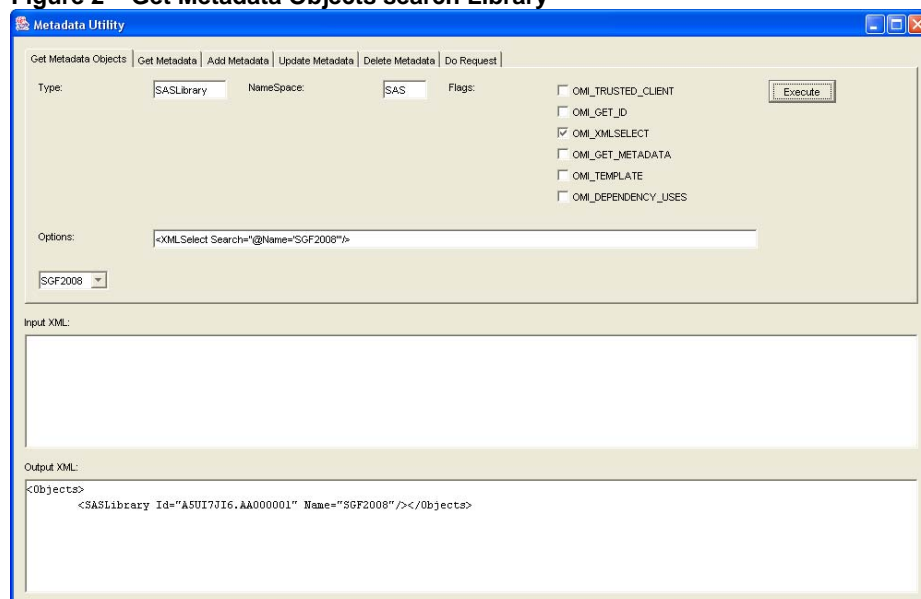 Figure 2 – Get Metadata Objects search Library
Metadata Utility
Get Metadata Objects Get Metadata Add Metadata Update Metadata Delete Metadata Do Request
Type: SASLibrary NameSpace: SAS Flags: OMI_TRUSTED_CLIENT Execute
OMI_GET_ID
OMI_XMLSELECT
OMI_GET_METADATA
OMI_TEMPLATE
OMI_DEPENDENCY_USES
Options: <XMLSelect Search="@Name='SGF2008'"/>
SGF2008
Input XML:
Output XML:
<Objects>
<SASLibrary Id="A5UI7JI6.AA000001" Name="SGF2008"/></Objects>